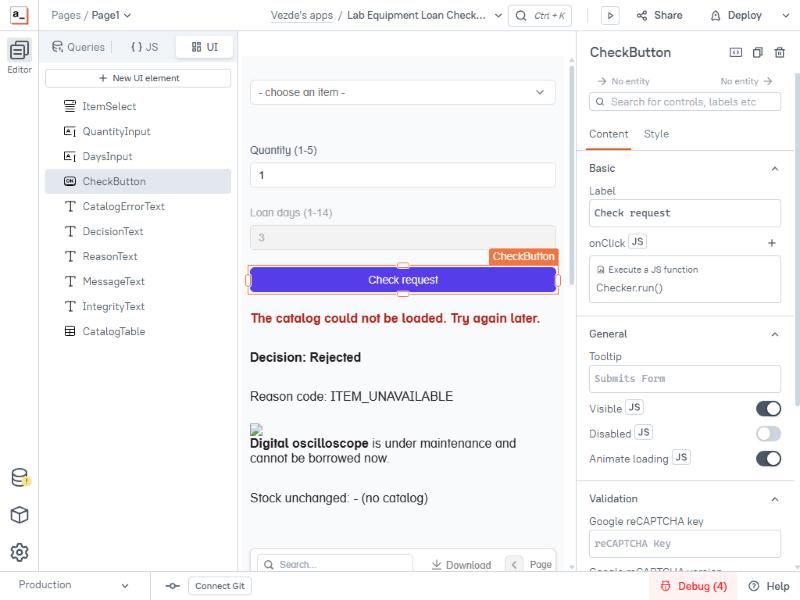 a_
Pages / Page1
Vezde's apps / Lab Equipment Loan Check...
Ctrl + K
Share
Deploy
Editor
Queries
JS
UI
New UI element
ItemSelect
QuantityInput
DaysInput
CheckButton
CatalogErrorText
DecisionText
ReasonText
MessageText
IntegrityText
CatalogTable
- choose an item -
Quantity (1-5)
1
Loan days (1-14)
3
CheckButton
Check request
The catalog could not be loaded. Try again later.
Decision: Rejected
Reason code: ITEM_UNAVAILABLE
Digital oscilloscope is under maintenance and
cannot be borrowed now.
Stock unchanged: - (no catalog)
Search...
Download
Page
CheckButton
No entity
No entity
Search for controls, labels etc
Content
Style
Basic
Label
Check request
onClick JS
Execute a JS function
Checker.run()
General
Tooltip
Submits Form
Visible JS
Disabled JS
Animate loading JS
Validation
Google reCAPTCHA key
reCAPTCHA Key
Google reCAPTCHA version
Production
Connect Git
Debug (4)
Help